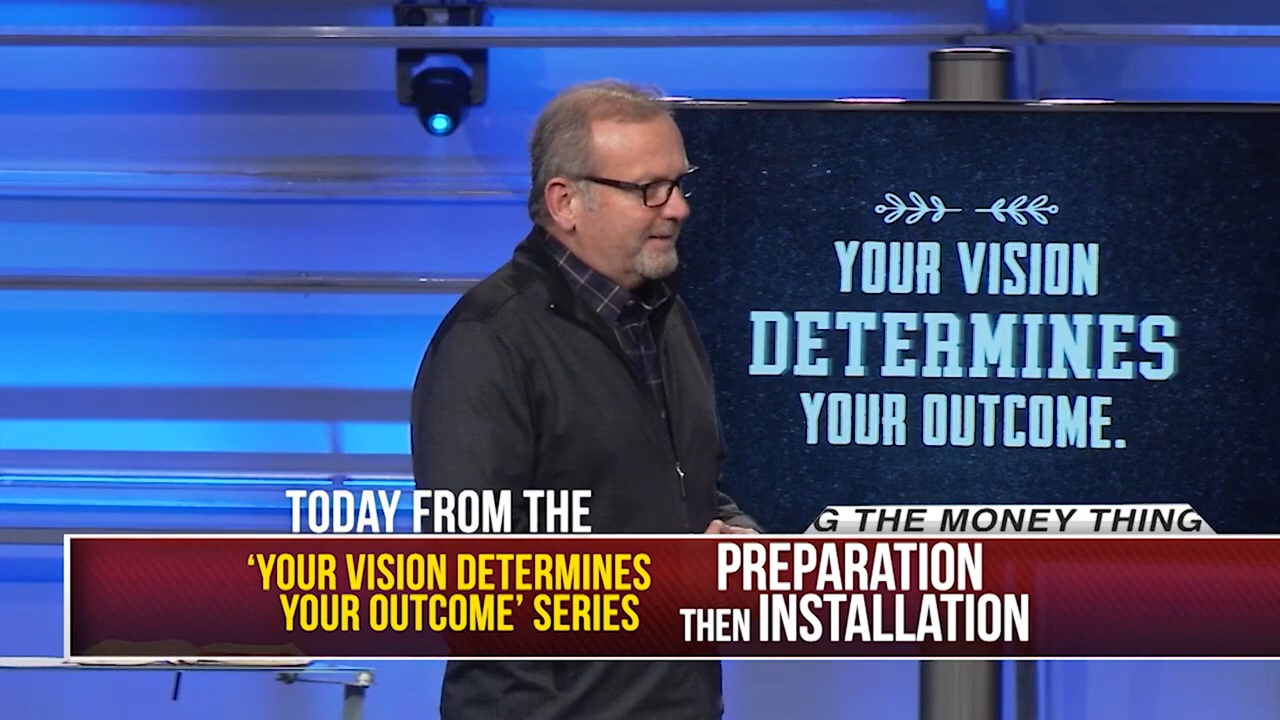 YOUR VISION
DETERMINES
YOUR OUTCOME.
TODAY FROM THE
‘YOUR VISION DETERMINES
YOUR OUTCOME’ SERIES
G THE MONEY THING
PREPARATION
THEN INSTALLATION